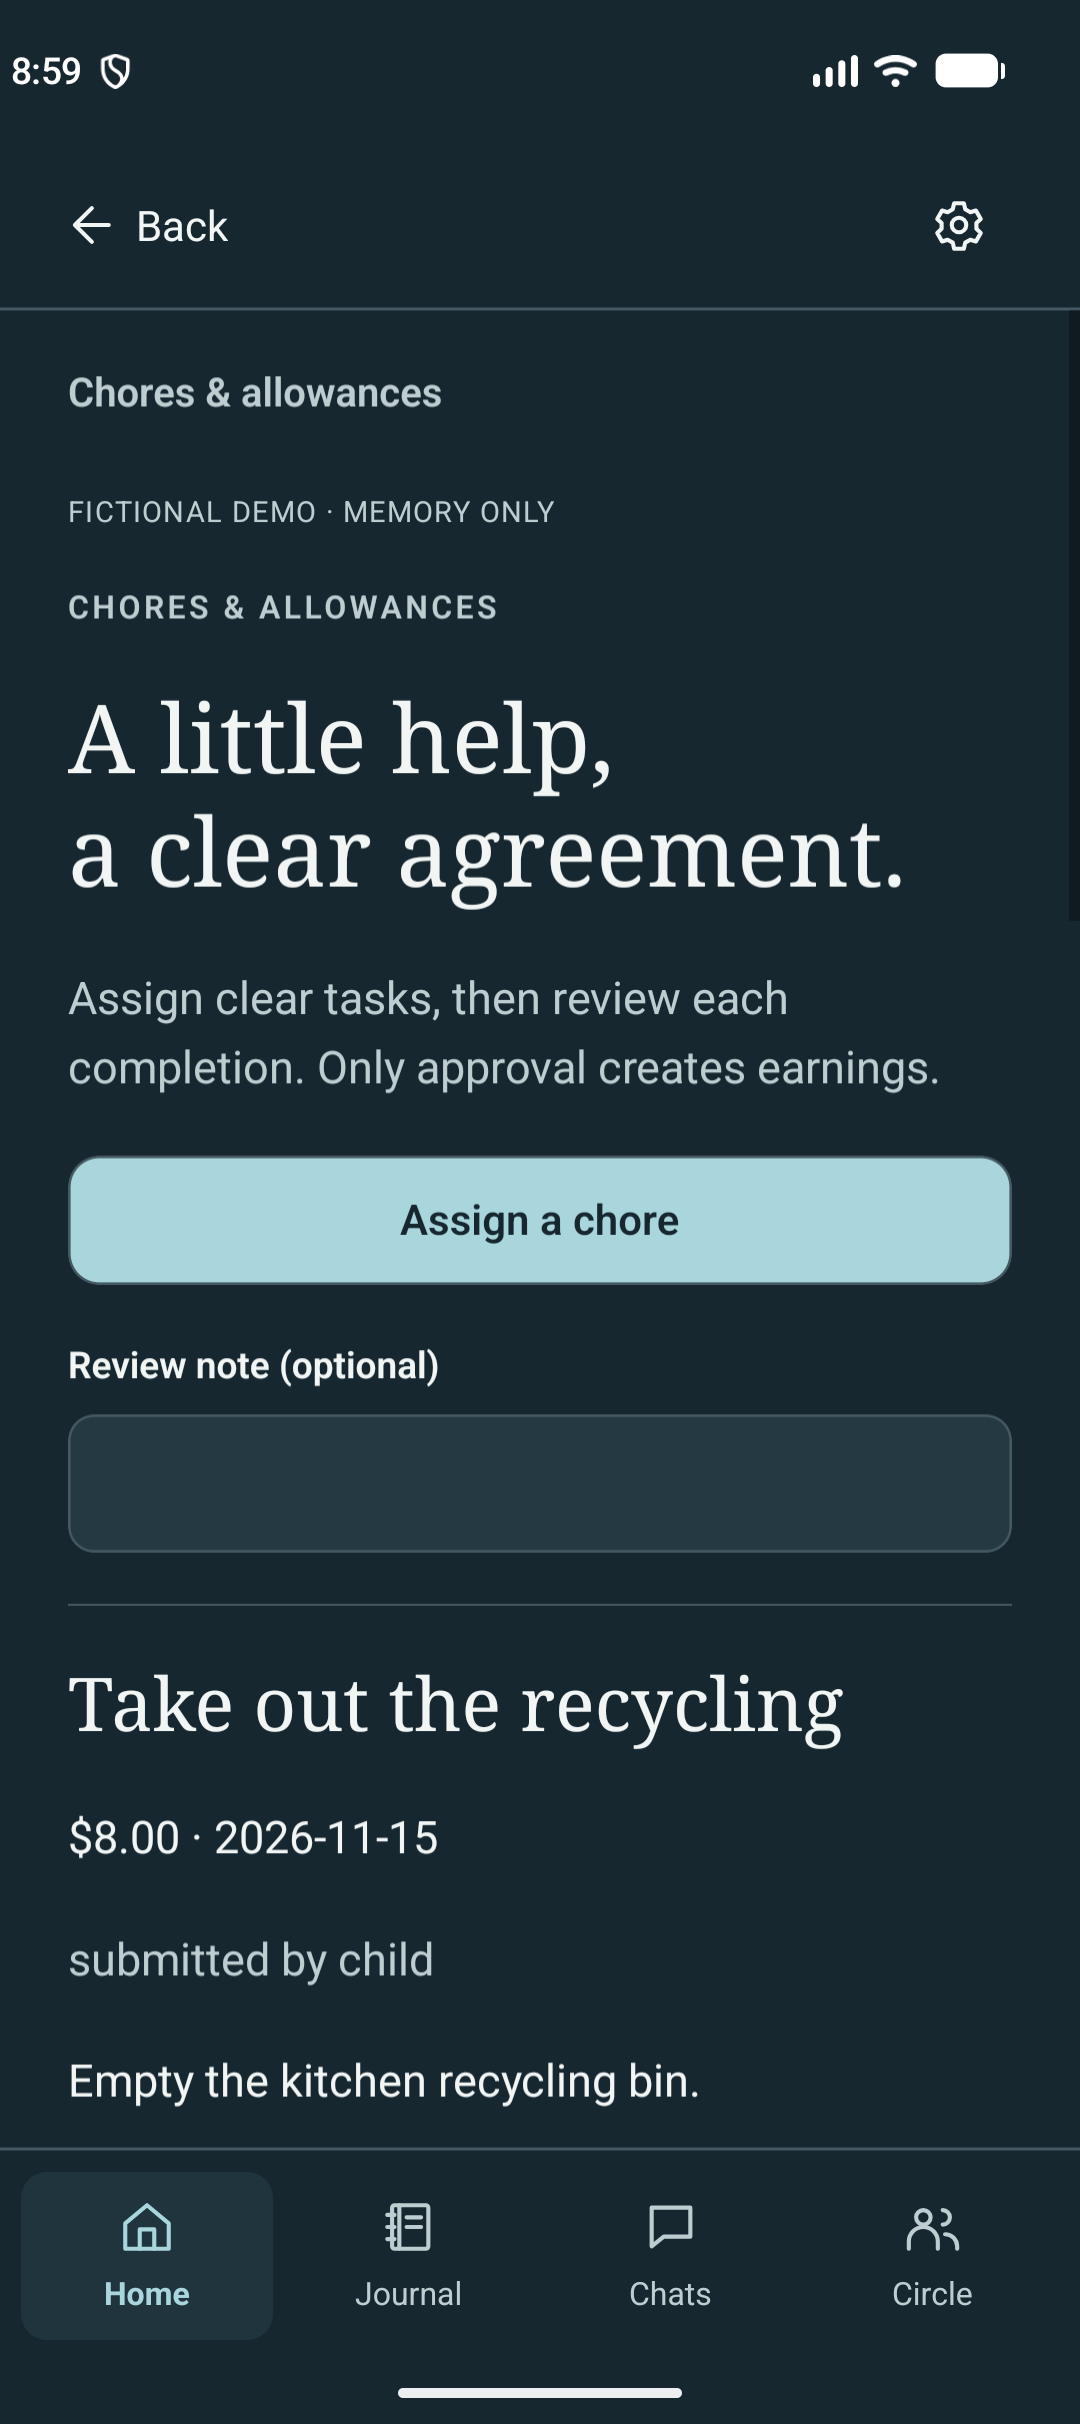 8:59
Back
Chores & allowances
FICTIONAL DEMO · MEMORY ONLY
CHORES & ALLOWANCES
A little help,
a clear agreement.
Assign clear tasks, then review each
completion. Only approval creates earnings.
Assign a chore
Review note (optional)
Take out the recycling
$8.00 · 2026-11-15
submitted by child
Empty the kitchen recycling bin.
Home
Journal
Chats
Circle